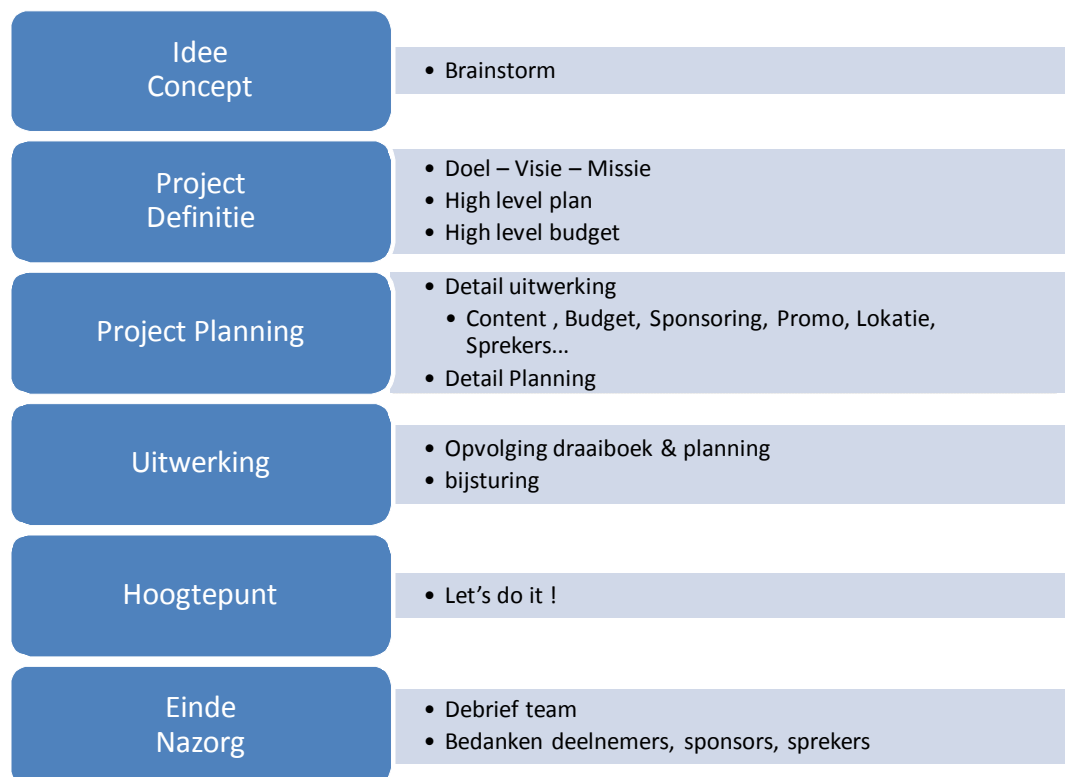 Idee
Concept
• Brainstorm
Project
Definitie
• Doel – Visie – Missie
• High level plan
• High level budget
Project Planning
• Detail uitwerking
• Content , Budget, Sponsoring, Promo, Lokatie,
Sprekers...
• Detail Planning
Uitwerking
• Opvolging draaiboek & planning
• bijsturing
Hoogtepunt
• Let’s do it !
Einde
Nazorg
• Debrief team
• Bedanken deelnemers, sponsors, sprekers